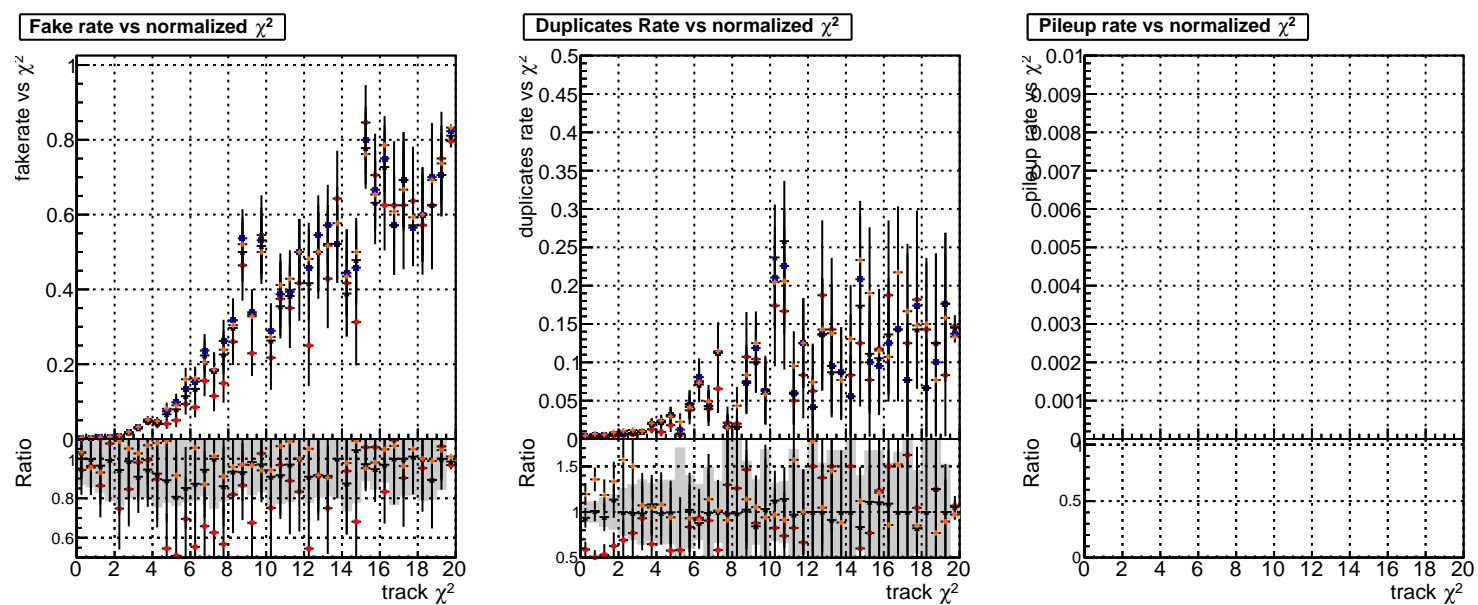 Fake rate vs normalized χ²
fakerate vs χ²
1
0.8
0.6
0.4
0.2
0
Ratio
1
0.8
0.6
0 2 4 6 8 10 12 14 16 18 20
track χ²
Duplicates Rate vs normalized χ²
duplicates rate vs χ²
0.5
0.45
0.4
0.35
0.3
0.25
0.2
0.15
0.1
0.05
0
Ratio
1.5
1
0.5
0 2 4 6 8 10 12 14 16 18 20
track χ²
Pileup rate vs normalized χ²
pileup rate vs χ²
0.01
0.009
0.008
0.007
0.006
0.005
0.004
0.003
0.002
0.001
0
Ratio
1
0.5
0
0 2 4 6 8 10 12 14 16 18 20
track χ²